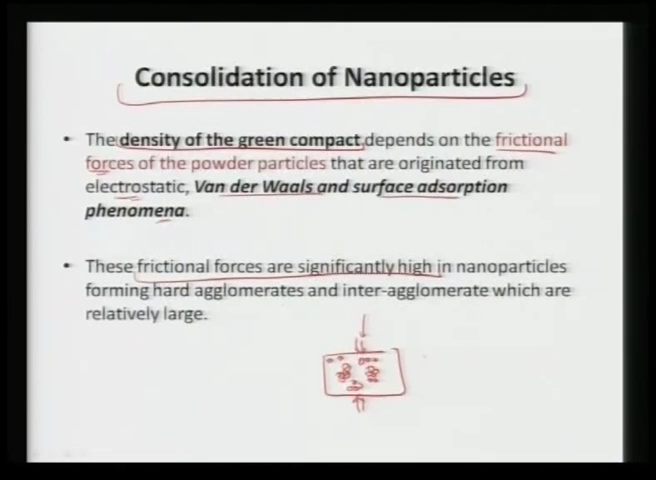 Consolidation of Nanoparticles
• The density of the green compact depends on the frictional
forces of the powder particles that are originated from
electrostatic, Van der Waals and surface adsorption
phenomena.
• These frictional forces are significantly high in nanoparticles
forming hard agglomerates and inter-agglomerate which are
relatively large.